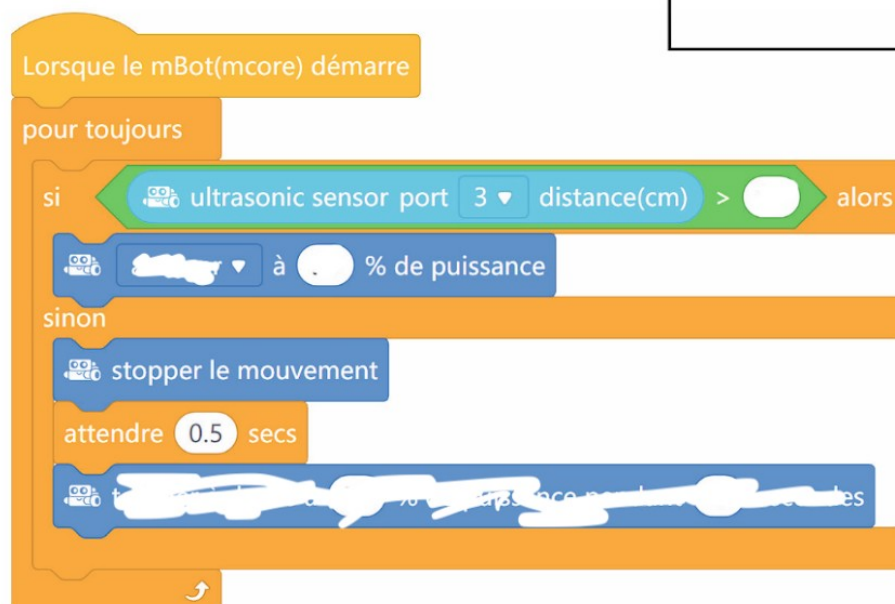 Lorsque le mBot(mcore) démarre
pour toujours
si ultrasonic sensor port 3 distance(cm) > alors
à % de puissance
sinon
stopper le mouvement
attendre 0.5 secs
%